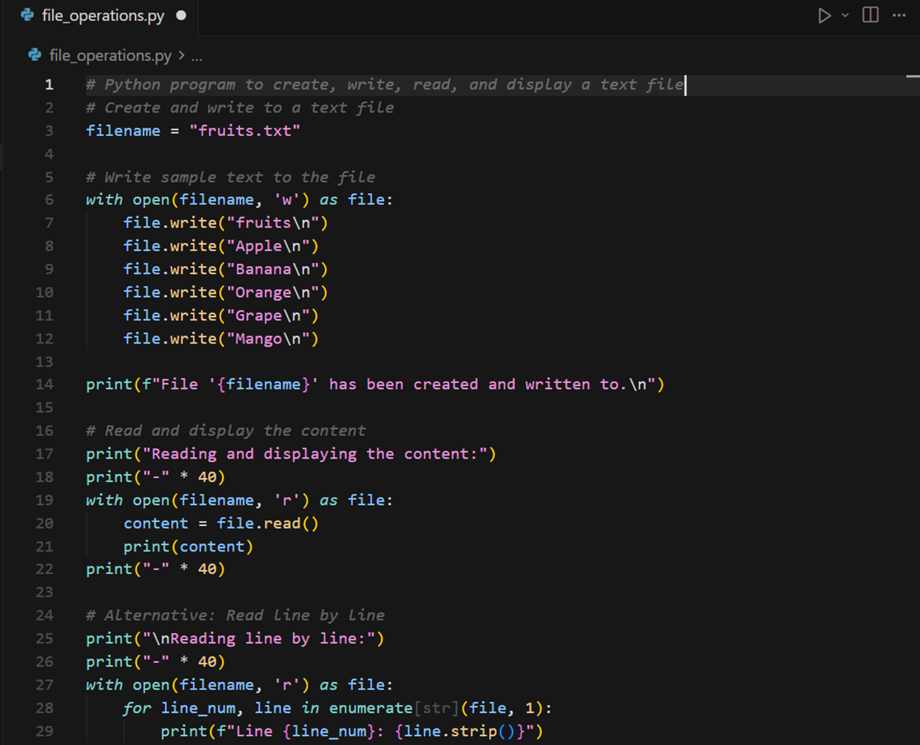 file_operations.py
file_operations.py > ...
1 # Python program to create, write, read, and display a text file
2 # Create and write to a text file
3 filename = "fruits.txt"
4
5 # Write sample text to the file
6 with open(filename, 'w') as file:
7     file.write("fruits\n")
8     file.write("Apple\n")
9     file.write("Banana\n")
10     file.write("Orange\n")
11     file.write("Grape\n")
12     file.write("Mango\n")
13
14 print(f"File '{filename}' has been created and written to.\n")
15
16 # Read and display the content
17 print("Reading and displaying the content:")
18 print("-" * 40)
19 with open(filename, 'r') as file:
20     content = file.read()
21     print(content)
22 print("-" * 40)
23
24 # Alternative: Read line by line
25 print("\nReading line by line:")
26 print("-" * 40)
27 with open(filename, 'r') as file:
28     for line_num, line in enumerate[str](file, 1):
29         print(f"Line {line_num}: {line.strip()}")